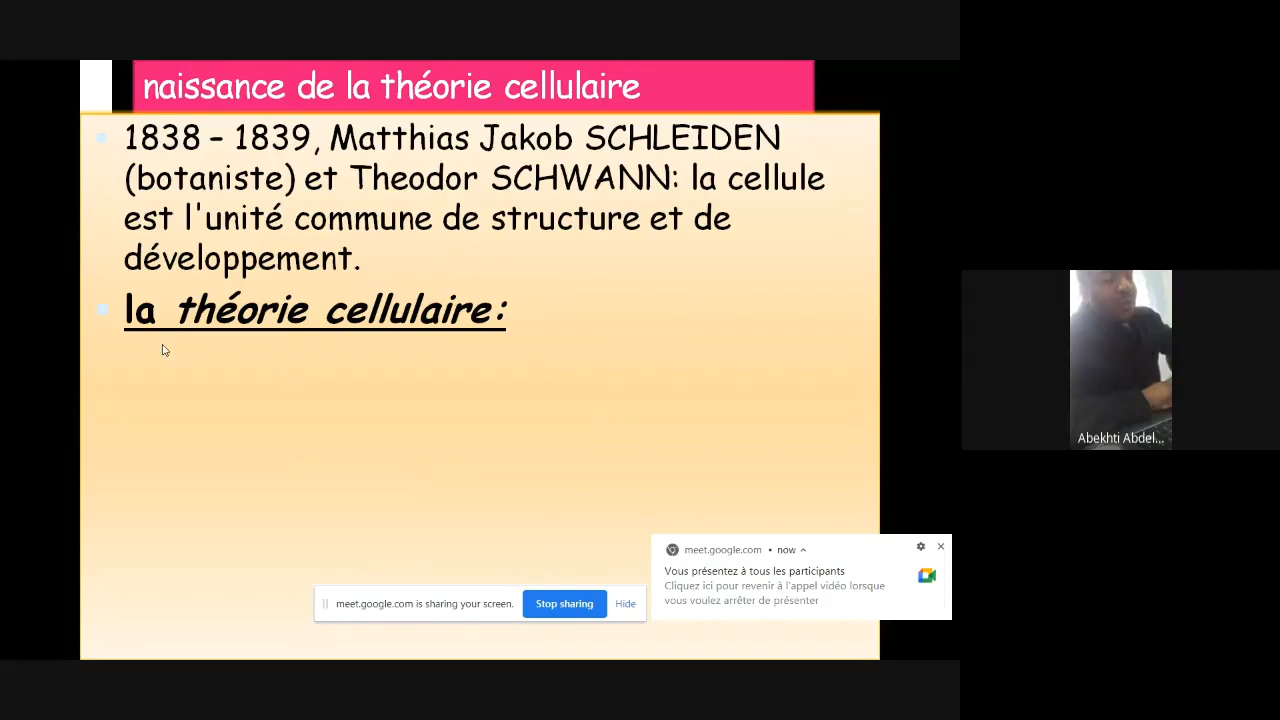 naissance de la théorie cellulaire
1838 – 1839, Matthias Jakob SCHLEIDEN
(botaniste) et Theodor SCHWANN: la cellule
est l'unité commune de structure et de
développement.
la théorie cellulaire:
Abekhti Abdel...
meet.google.com • now
Vous présentez à tous les participants
Cliquez ici pour revenir à l'appel vidéo lorsque
vous voulez arrêter de présenter
meet.google.com is sharing your screen. Stop sharing Hide